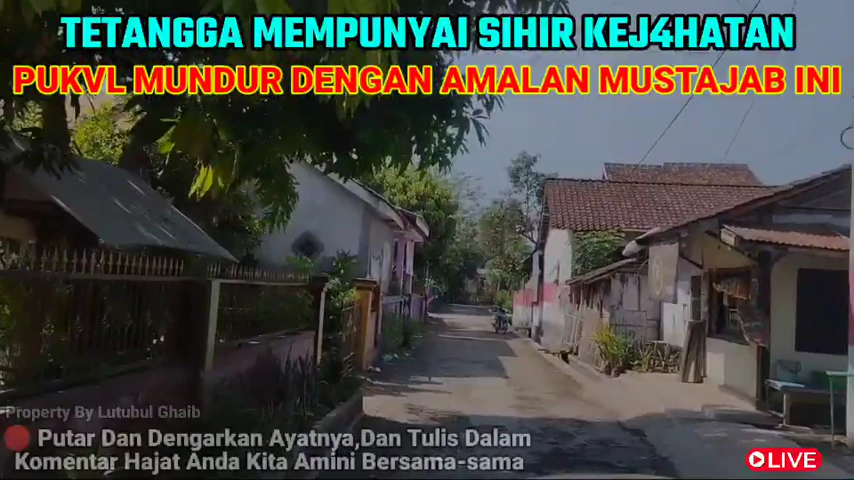 TETANGGA MEMPUNYAI SIHIR KEJ4HATAN
PUKVL MUNDUR DENGAN AMALAN MUSTAJAB INI
Property By Lutubul Ghaib
Putar Dan Dengarkan Ayatnya,Dan Tulis Dalam
Komentar Hajat Anda Kita Amini Bersama-sama
LIVE